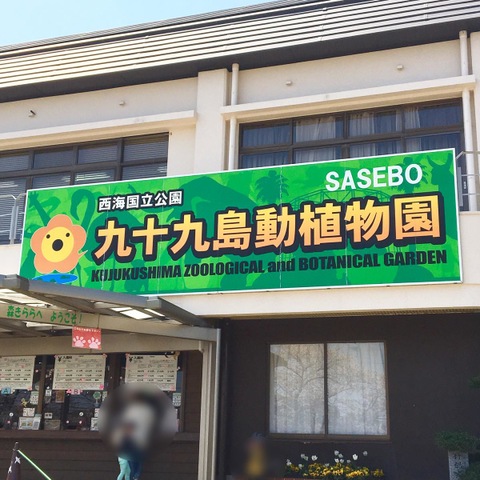 SASEBO
西海国立公園
九十九島動植物園
KUJUKUSHIMA ZOOLOGICAL and BOTANICAL GARDEN
森きららへ ようこそ!